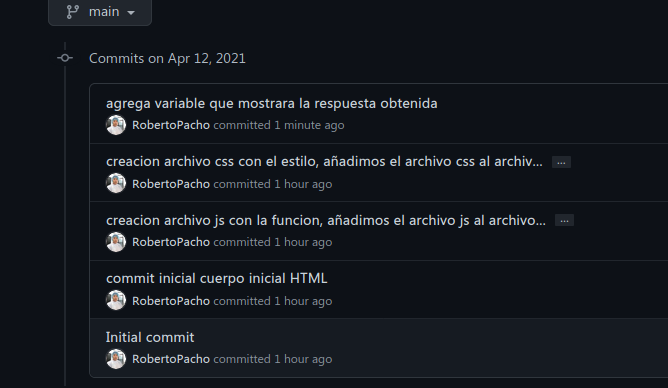 main
Commits on Apr 12, 2021
agrega variable que mostrara la respuesta obtenida
RobertoPacho committed 1 minute ago
creacion archivo css con el estilo, añadimos el archivo css al archiv... ...
RobertoPacho committed 1 hour ago
creacion archivo js con la funcion, añadimos el archivo js al archivo... ...
RobertoPacho committed 1 hour ago
commit inicial cuerpo inicial HTML
RobertoPacho committed 1 hour ago
Initial commit
RobertoPacho committed 1 hour ago